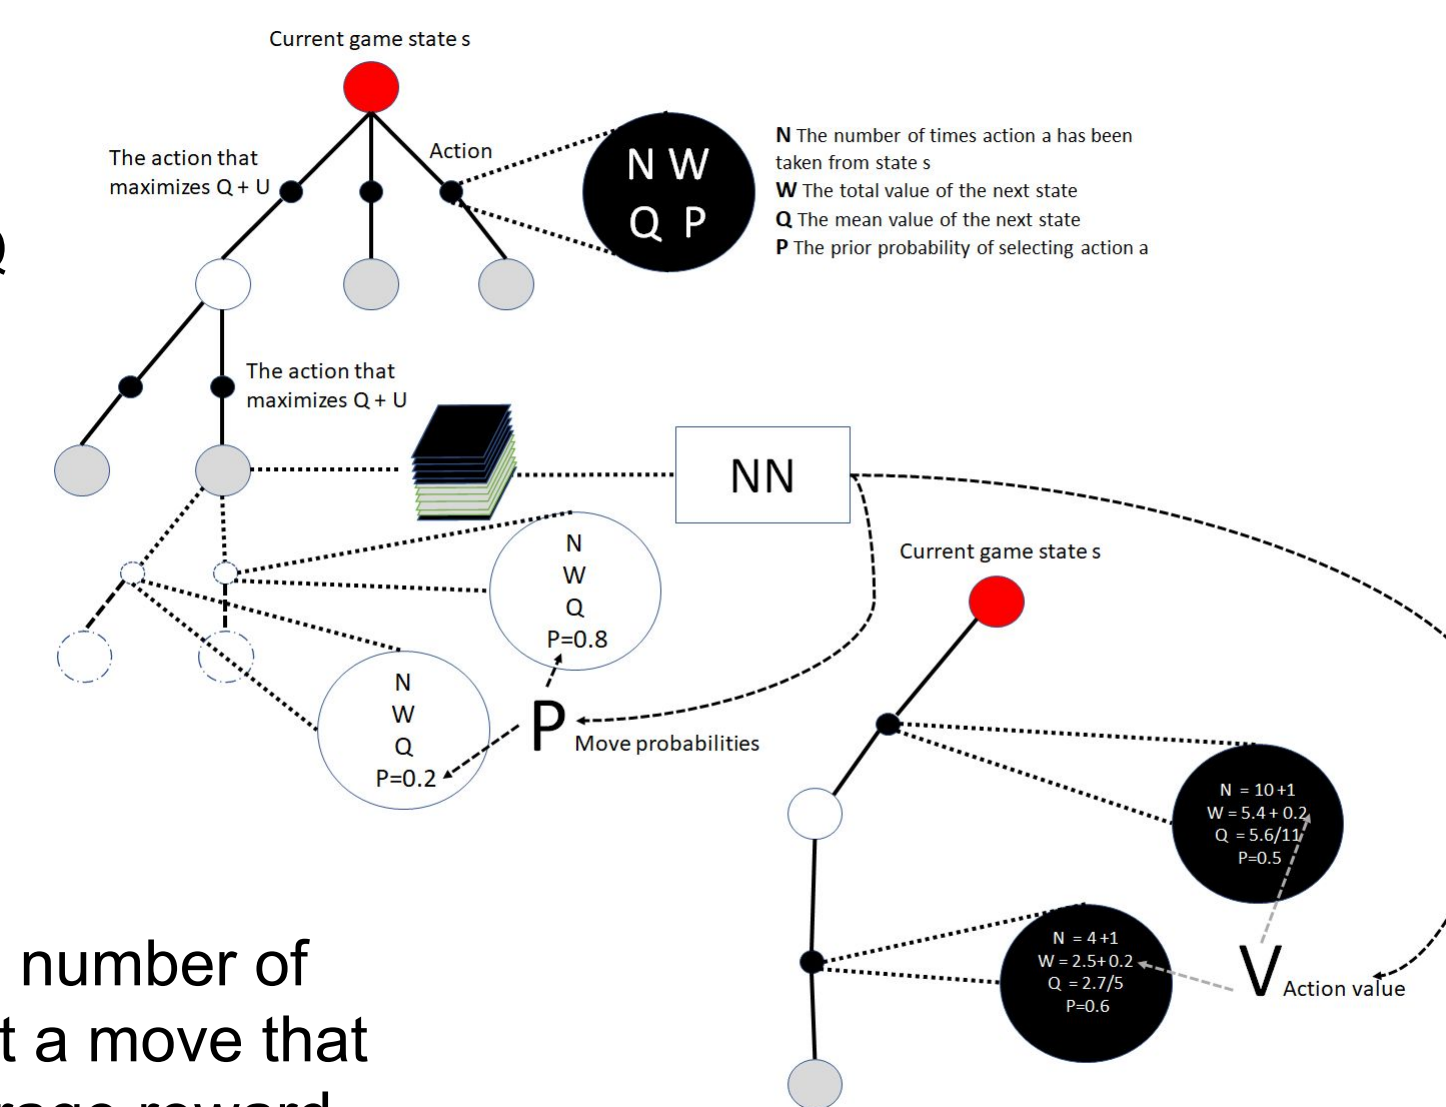 Current game state s
The action that
maximizes Q + U
Action
N W
Q P
N The number of times action a has been
taken from state s
W The total value of the next state
Q The mean value of the next state
P The prior probability of selecting action a
The action that
maximizes Q + U
NN
N
W
Q
P=0.8
N
W
Q
P=0.2
P Move probabilities
Current game state s
N = 10+1
W = 5.4 + 0.2
Q = 5.6/11
P=0.5
N = 4+1
W = 2.5+0.2
Q = 2.7/5
P=0.6
V Action value
number of
a move that
reward